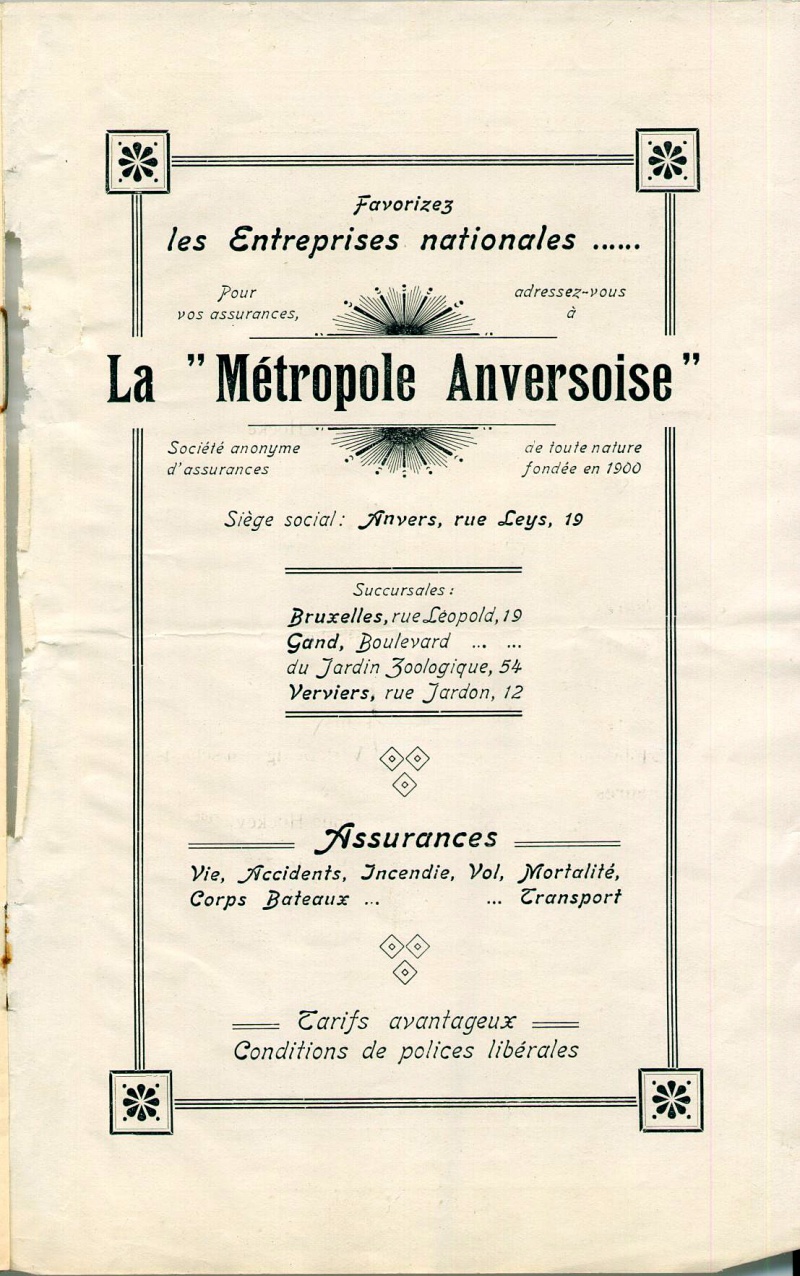 Favorizez
les Entreprises nationales ......
Pour
vos assurances,
adressez-vous
à
La "Métropole Anversoise"
Société anonyme
d'assurances
de toute nature
fondée en 1900
Siège social: Anvers, rue Leys, 19
Succursales:
Bruxelles, rue Léopold, 19
Gand, Boulevard ... ...
du Jardin Zoologique, 54
Verviers, rue Jardon, 12
Assurances
Vie, Accidents, Incendie, Vol, Mortalité,
Corps Bateaux ... ... Transport
Tarifs avantageux
Conditions de polices libérales